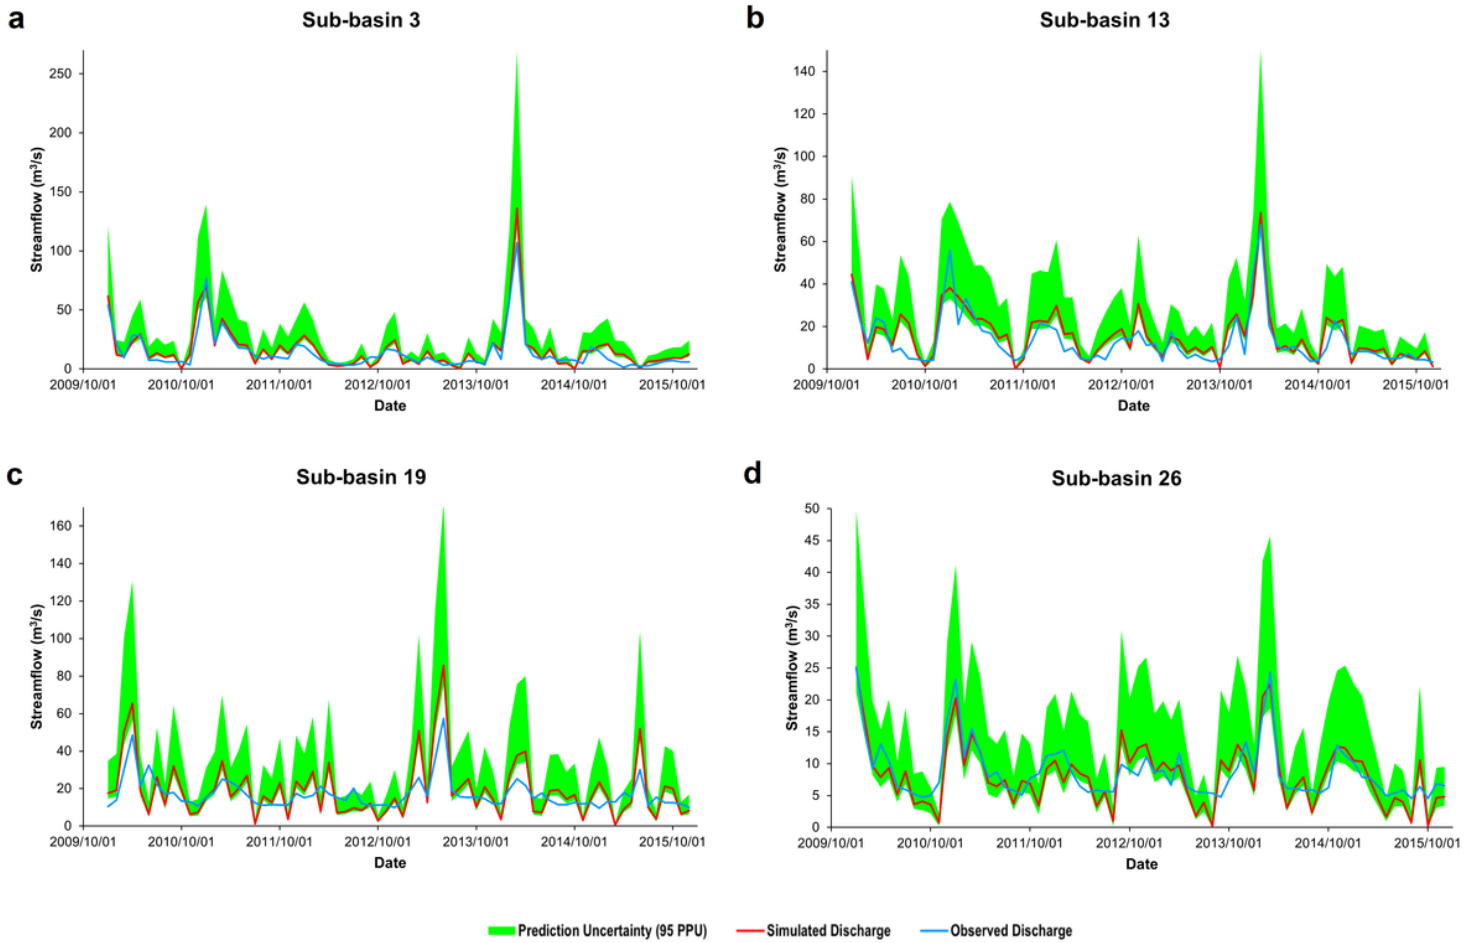 a
Sub-basin 3
Streamflow (m³/s)
250
200
150
100
50
0
2009/10/01 2010/10/01 2011/10/01 2012/10/01 2013/10/01 2014/10/01 2015/10/01
Date
b
Sub-basin 13
Streamflow (m³/s)
140
120
100
80
60
40
20
0
2009/10/01 2010/10/01 2011/10/01 2012/10/01 2013/10/01 2014/10/01 2015/10/01
Date
c
Sub-basin 19
Streamflow (m³/s)
160
140
120
100
80
60
40
20
0
2009/10/01 2010/10/01 2011/10/01 2012/10/01 2013/10/01 2014/10/01 2015/10/01
Date
d
Sub-basin 26
Streamflow (m³/s)
50
45
40
35
30
25
20
15
10
5
0
2009/10/01 2010/10/01 2011/10/01 2012/10/01 2013/10/01 2014/10/01 2015/10/01
Date
Prediction Uncertainty (95 PPU) Simulated Discharge Observed Discharge